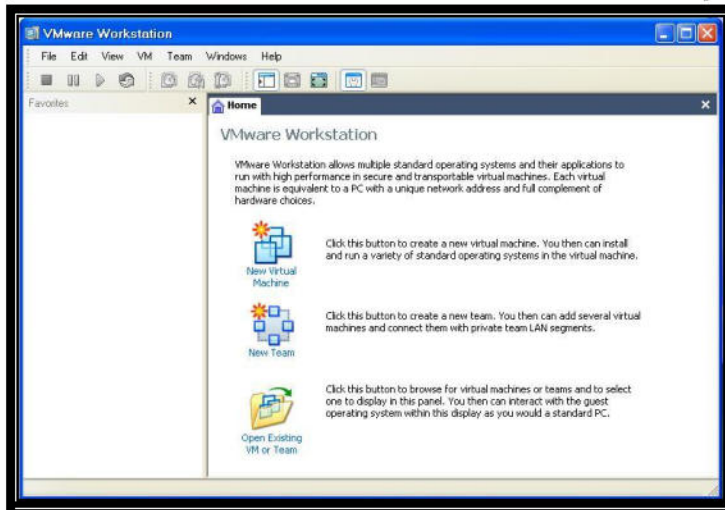 VMware Workstation
File Edit View VM Team Windows Help
Favorites
Home
VMware Workstation
VMware Workstation allows multiple standard operating systems and their applications to
run with high performance in secure and transportable virtual machines. Each virtual
machine is equivalent to a PC with a unique network address and full complement of
hardware choices.
New Virtual
Machine
Click this button to create a new virtual machine. You then can install
and run a variety of standard operating systems in the virtual machine.
New Team
Click this button to create a new team. You then can add several virtual
machines and connect them with private team LAN segments.
Open Existing
VM or Team
Click this button to browse for virtual machines or teams and to select
one to display in this panel. You then can interact with the guest
operating system within this display as you would a standard PC.